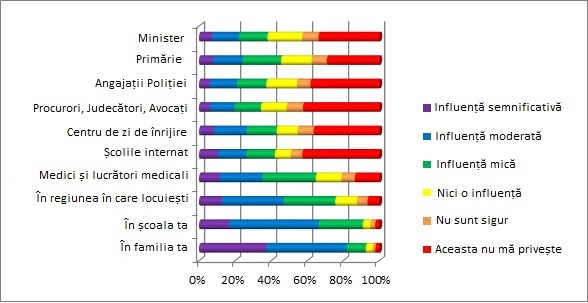 Minister
Primărie
Angajații Poliției
Procurori, Judecători, Avocați
Centru de zi de înrijire
Școlile internat
Medici și lucrători medicali
În regiunea în care locuiești
În școala ta
În familia ta
0% 20% 40% 60% 80% 100%
Influență semnificativă
Influență moderată
Influență mică
Nici o influență
Nu sunt sigur
Aceasta nu mă privește